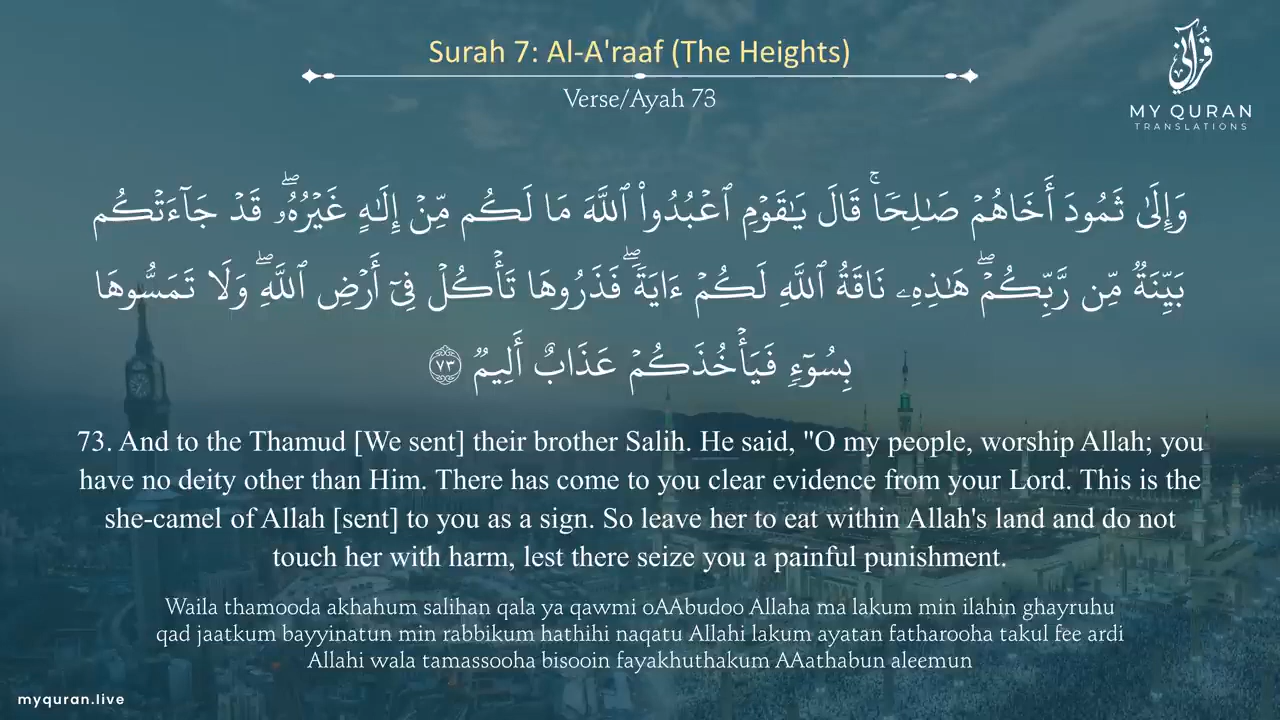 Surah 7: Al-A'raaf (The Heights)
Verse/Ayah 73
قُرْآنِي
MY QURAN
TRANSLATIONS
وَإِلَىٰ ثَمُودَ أَخَاهُمۡ صَٰلِحٗاۚ قَالَ يَٰقَوۡمِ ٱعۡبُدُواْ ٱللَّهَ مَا لَكُم مِّنۡ إِلَٰهٍ غَيۡرُهُۥۖ قَدۡ جَآءَتۡكُم
بَيِّنَةٞ مِّن رَّبِّكُمۡۖ هَٰذِهِۦ نَاقَةُ ٱللَّهِ لَكُمۡ ءَايَةٗۖ فَذَرُوهَا تَأۡكُلۡ فِيٓ أَرۡضِ ٱللَّهِۖ وَلَا تَمَسُّوهَا
بِسُوٓءٖ فَيَأۡخُذَكُمۡ عَذَابٌ أَلِيمٞ ٧٣
73. And to the Thamud [We sent] their brother Salih. He said, "O my people, worship Allah; you
have no deity other than Him. There has come to you clear evidence from your Lord. This is the
she-camel of Allah [sent] to you as a sign. So leave her to eat within Allah's land and do not
touch her with harm, lest there seize you a painful punishment.
Waila thamooda akhahum salihan qala ya qawmi oAAbudoo Allaha ma lakum min ilahin ghayruhu
qad jaatkum bayyinatun min rabbikum hathihi naqatu Allahi lakum ayatan fatharooha takul fee ardi
Allahi wala tamassooha bisooin fayakhuthakum AAathabun aleemun
myquran.live